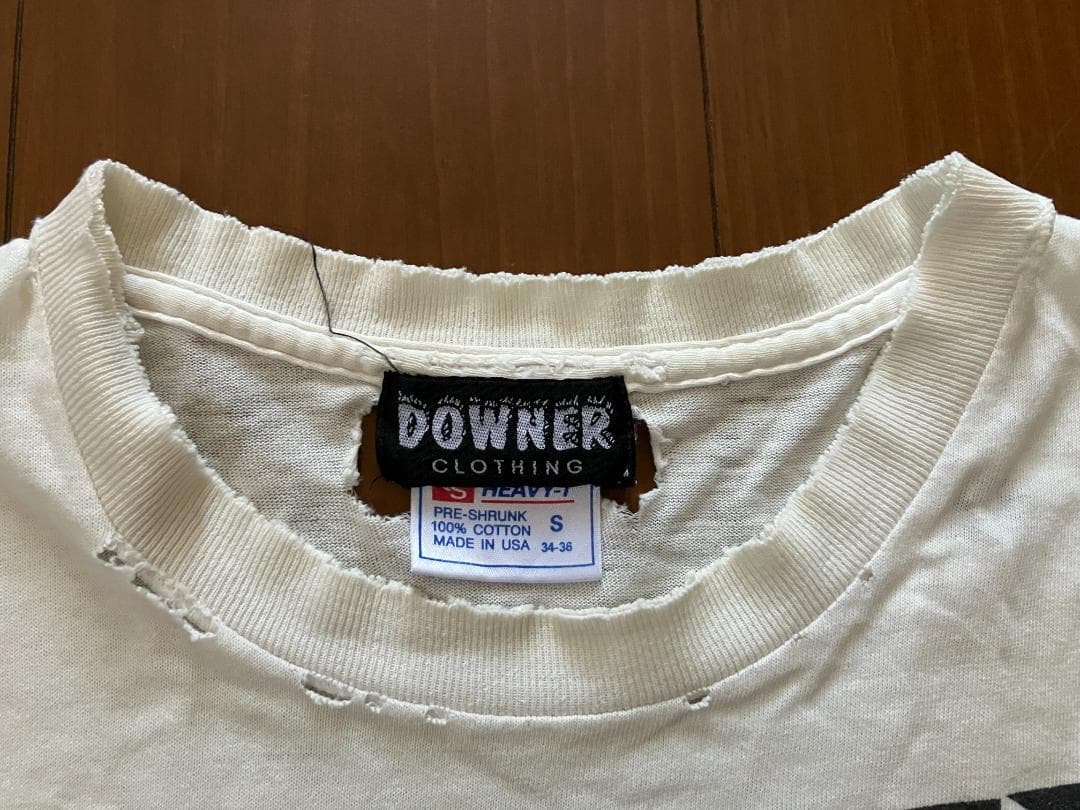 DOWNER
CLOTHING
S HEAVY-T
PRE-SHRUNK
100% COTTON S
MADE IN USA 34-36